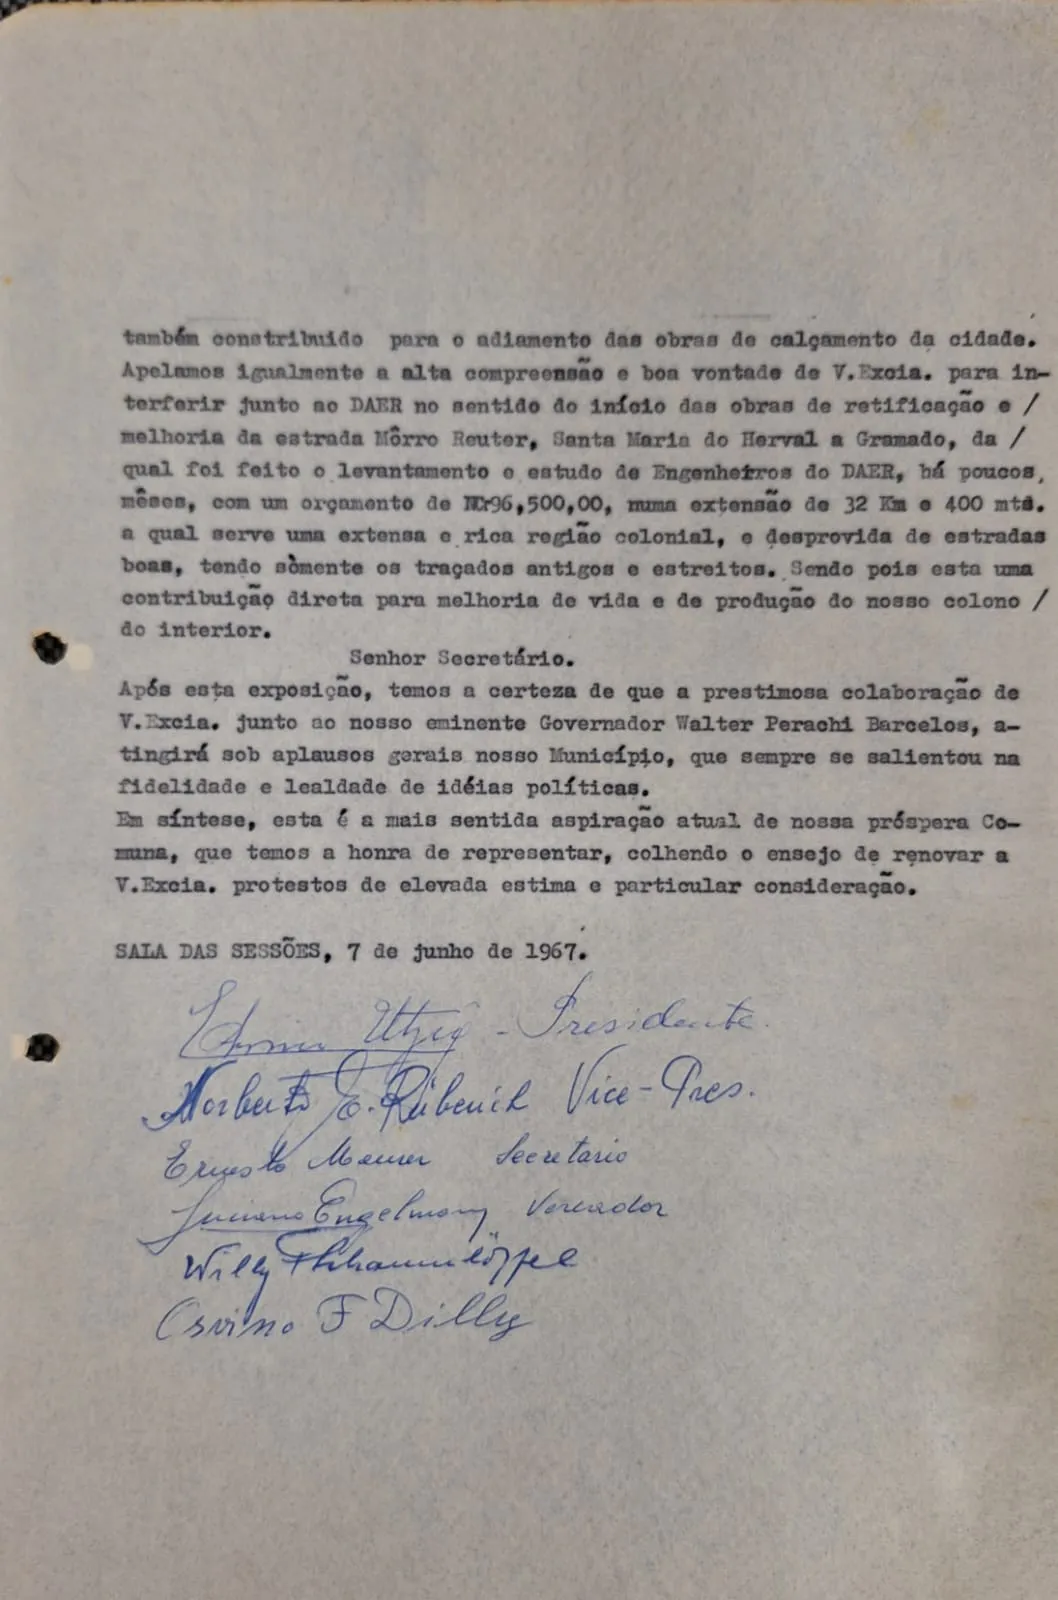 também constribuido para o adiamento das obras de calçamento da cidade.
Apelamos igualmente a alta compreensão e boa vontade de V.Excia. para in-
terferir junto ao DAER no sentido do início das obras de retificação e /
melhoria da estrada Môrro Reuter, Santa Maria do Herval a Gramado, da /
qual foi feito o levantamento e estudo de Engenheiros do DAER, há poucos,
mêses, com um orçamento de NCr96,500,00, numa extensão de 32 Km e 400 mts.
a qual serve uma extensa e rica região colonial, e desprovida de estradas
boas, tendo sòmente os traçados antigos e estreitos. Sendo pois esta uma
contribuição direta para melhoria de vida e de produção do nosso colono /
do interior.
Senhor Secretário.
Após esta exposição, temos a certeza de que a prestimosa colaboração de
V.Excia. junto ao nosso eminente Governador Walter Perachi Barcelos, a-
tingirá sob aplausos gerais nosso Município, que sempre se salientou na
fidelidade e lealdade de idéias políticas.
Em síntese, esta é a mais sentida aspiração atual de nossa próspera Co-
muna, que temos a honra de representar, colhendo o ensejo de renovar a
V.Excia. protestos de elevada estima e particular consideração.
SALA DAS SESSÕES, 7 de junho de 1967.
Utzig - Presidente.
Norberto E. Rübenich Vice-Pres.
Ernesto Maurer Secretario
Luciano Engelmann Vereador
Willy
Orvino F Dilly